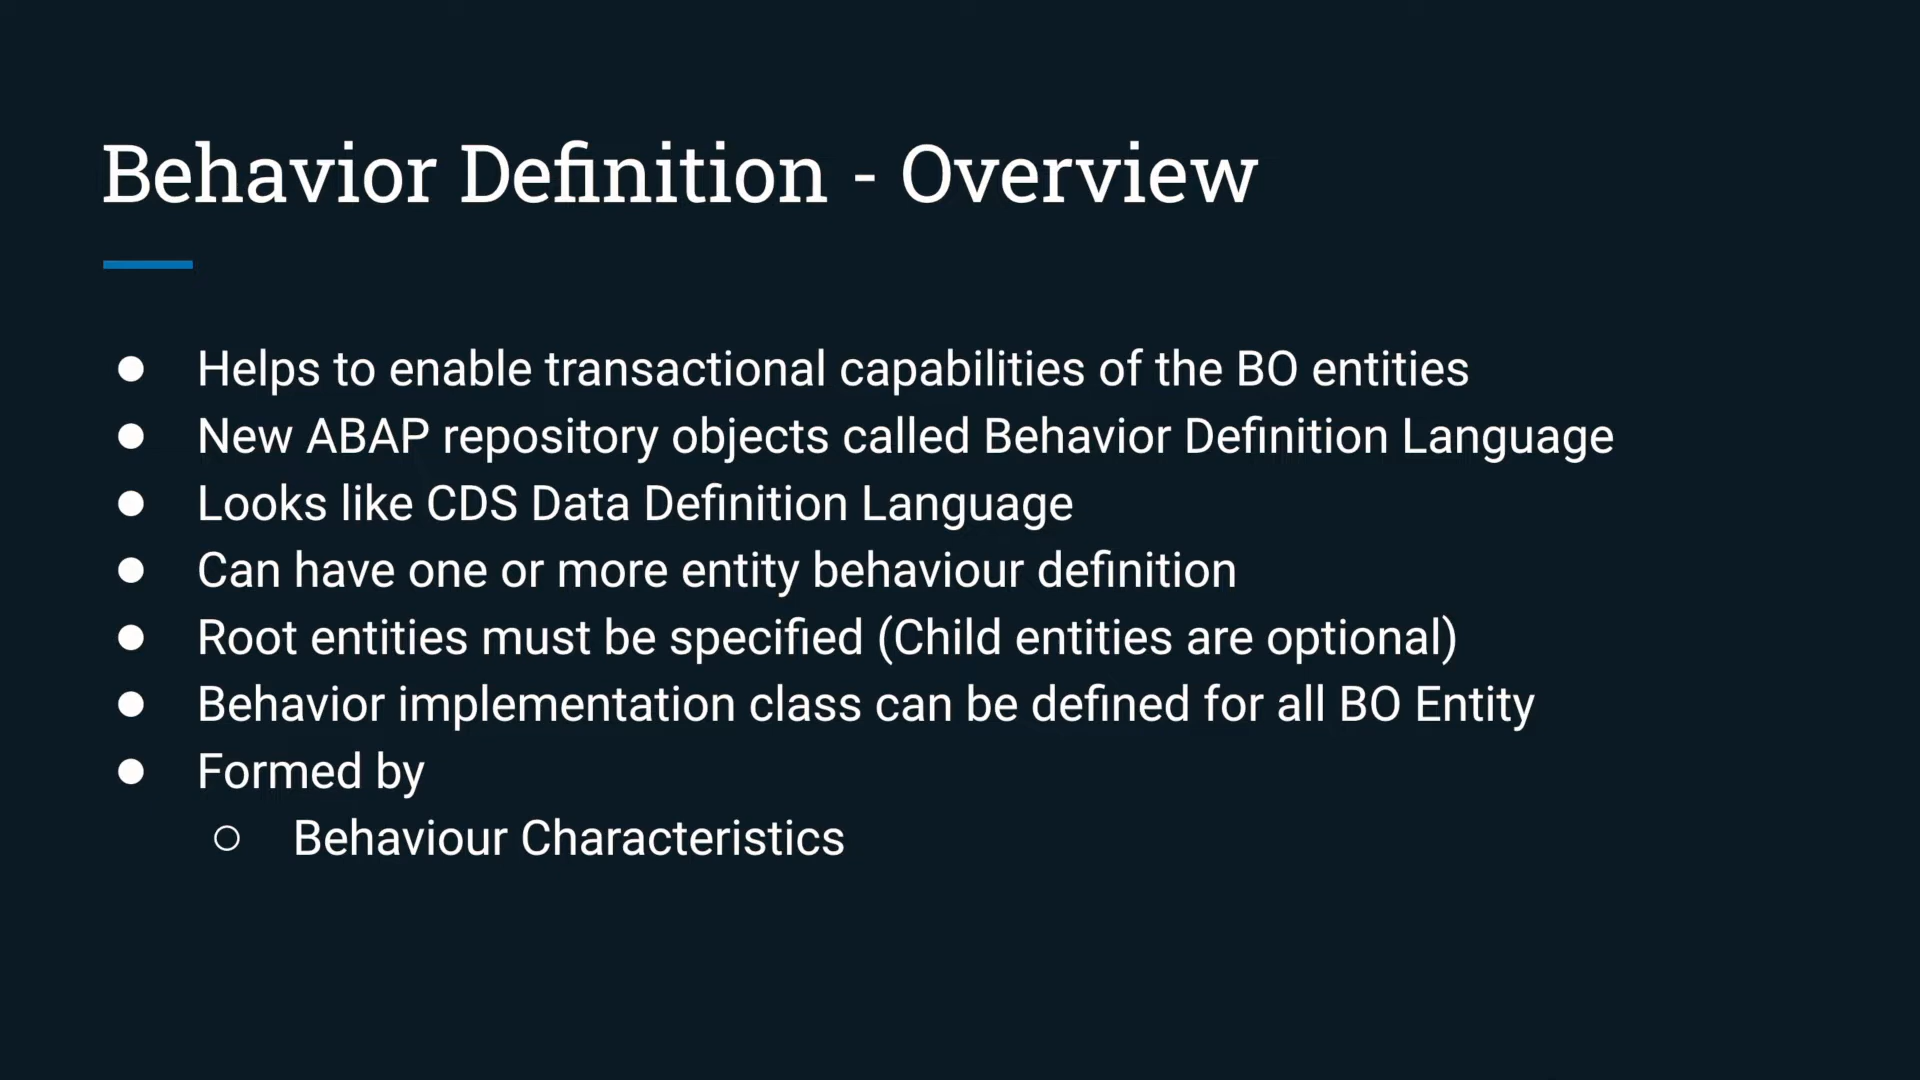 Behavior Definition - Overview
● Helps to enable transactional capabilities of the BO entities
● New ABAP repository objects called Behavior Definition Language
● Looks like CDS Data Definition Language
● Can have one or more entity behaviour definition
● Root entities must be specified (Child entities are optional)
● Behavior implementation class can be defined for all BO Entity
● Formed by
○ Behaviour Characteristics